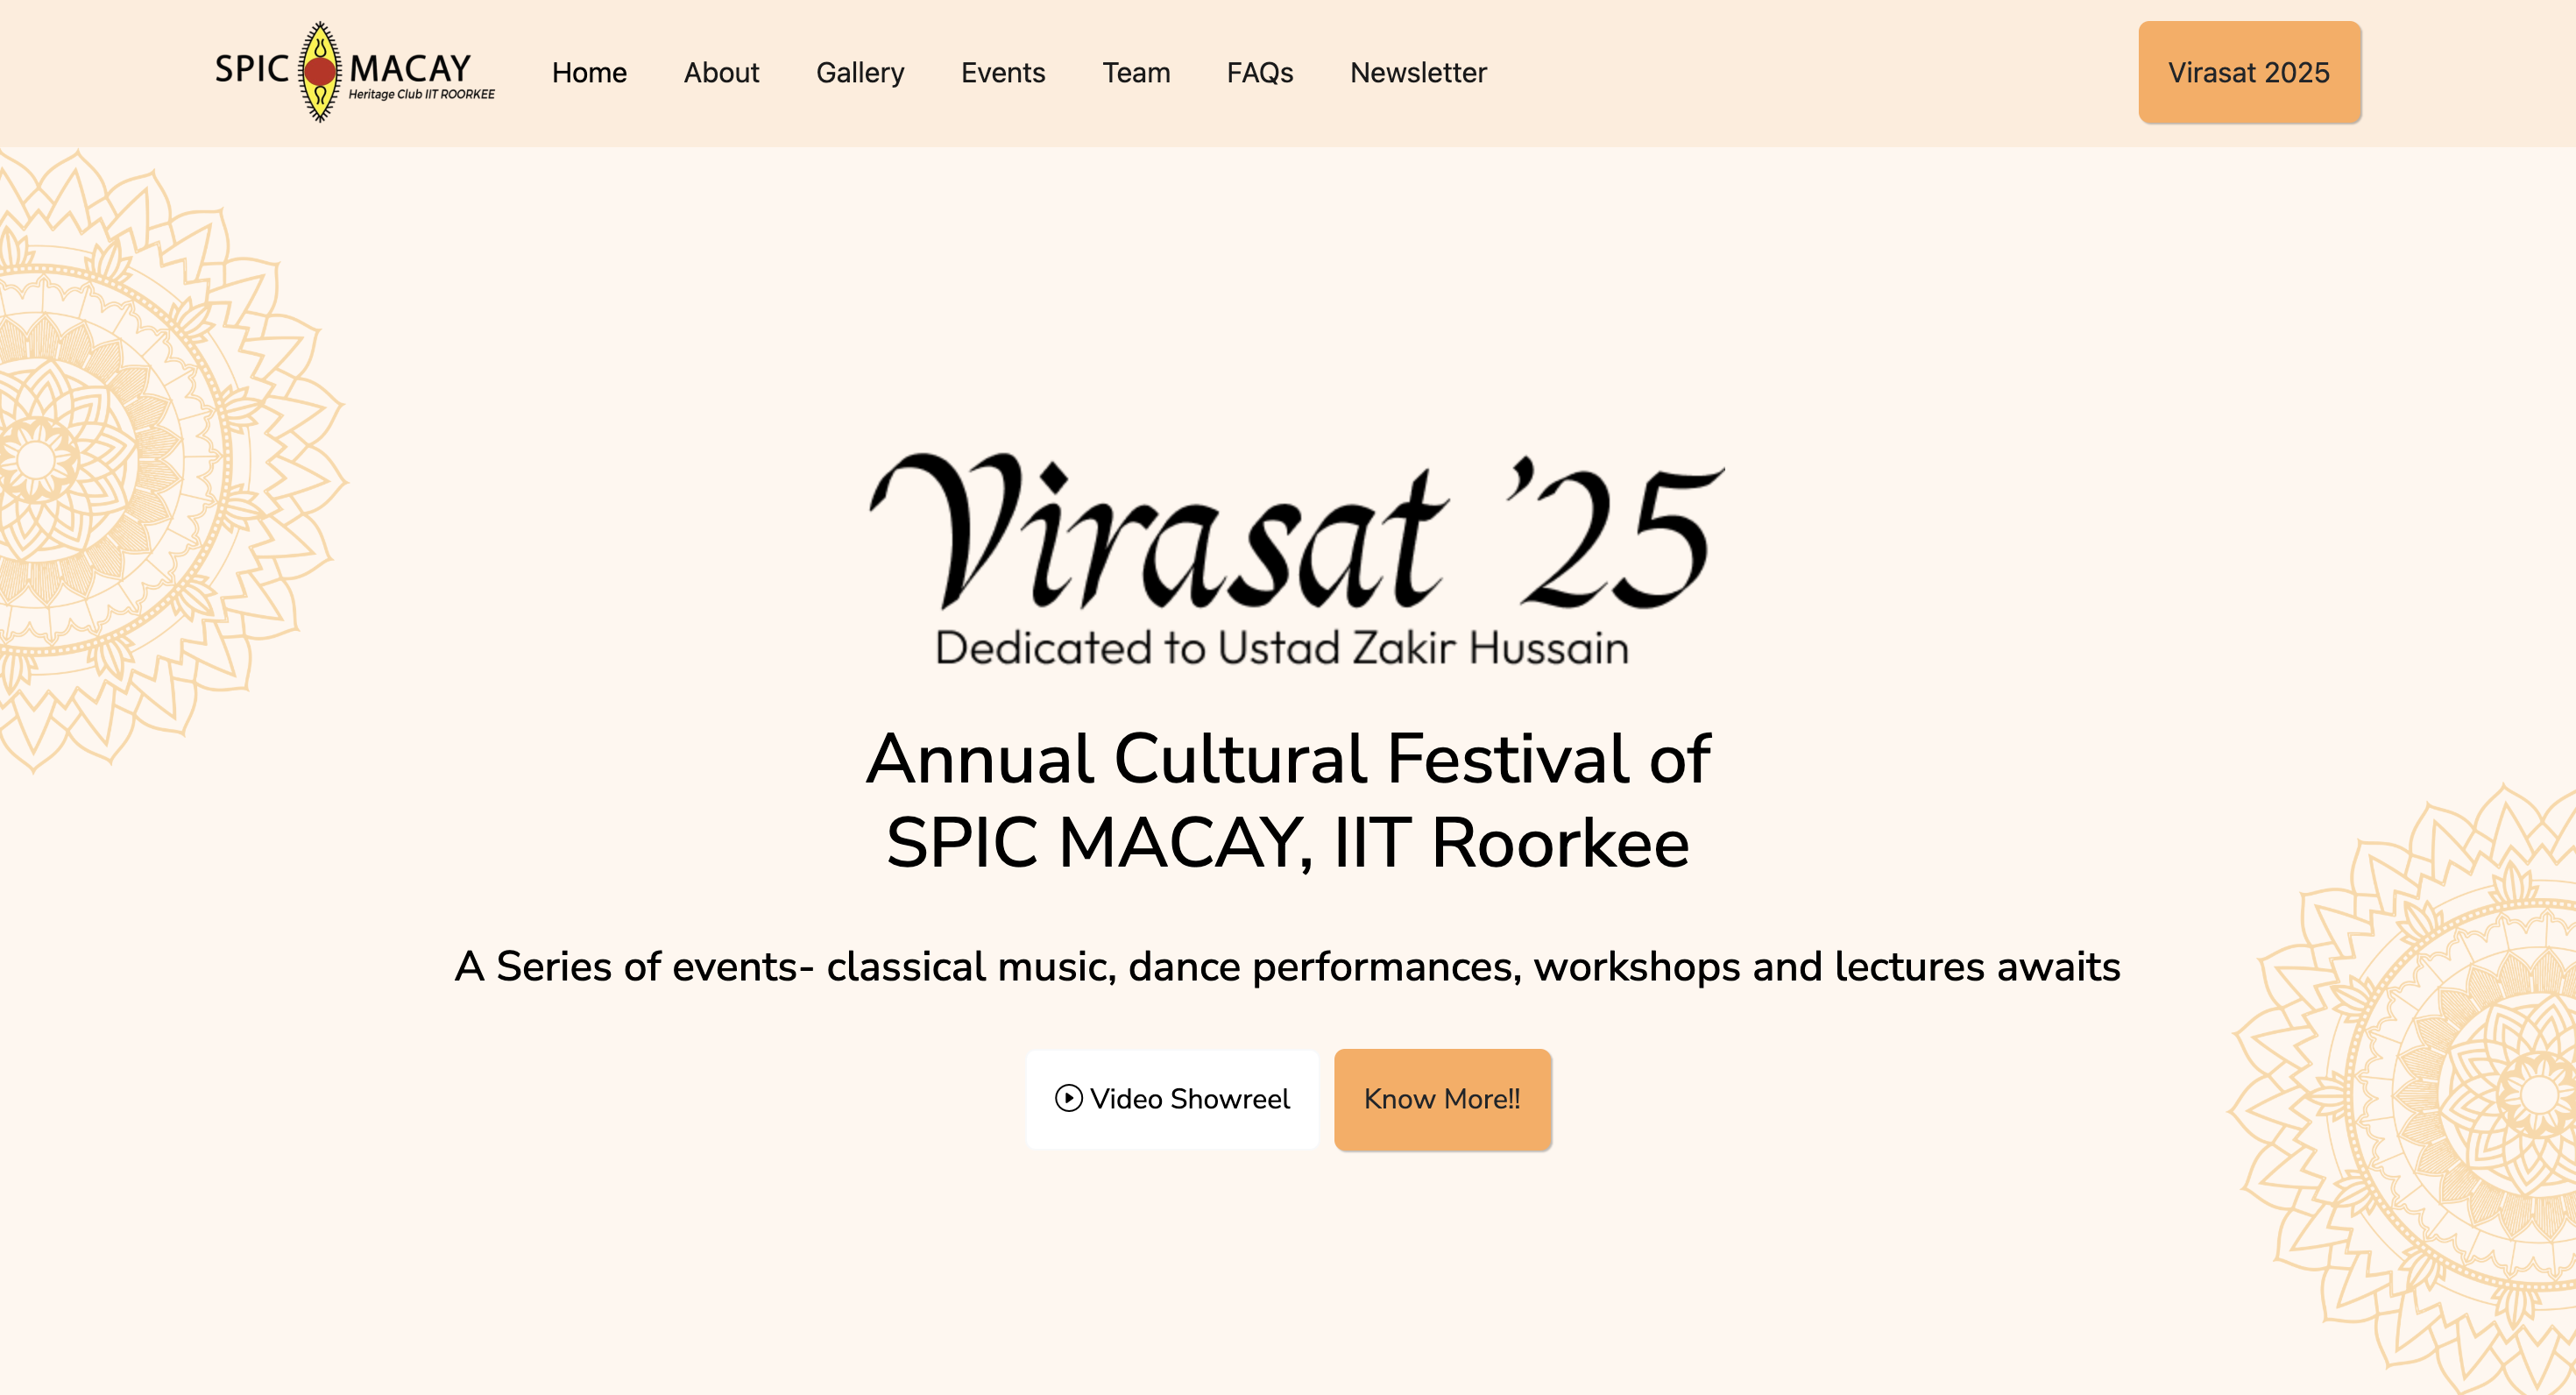 SPIC MACAY
Heritage Club IIT ROORKEE
Home About Gallery Events Team FAQs Newsletter
Virasat 2025
Virasat ’25
Dedicated to Ustad Zakir Hussain
Annual Cultural Festival of
SPIC MACAY, IIT Roorkee
A Series of events- classical music, dance performances, workshops and lectures awaits
Video Showreel
Know More!!